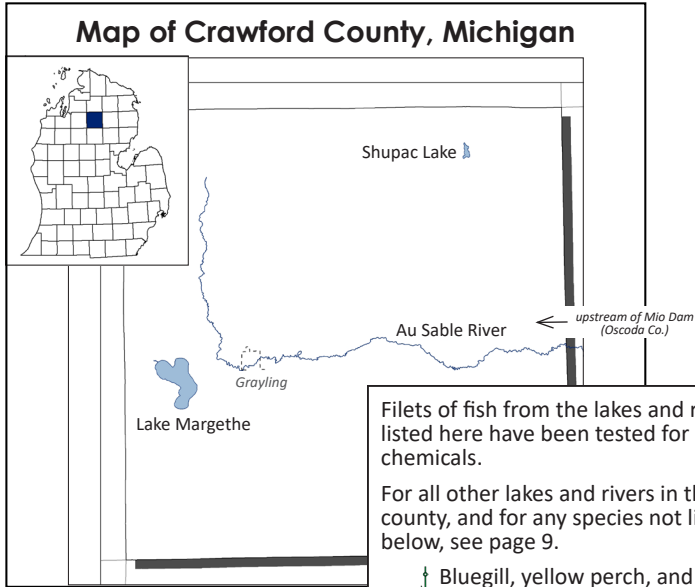 Map of Crawford County, Michigan
Shupac Lake
Au Sable River
upstream of Mio Dam
(Oscoda Co.)
Grayling
Lake Margethe
Filets of fish from the lakes and
listed here have been tested for
chemicals.
For all other lakes and rivers in
county, and for any species not
below, see page 9.
Bluegill, yellow perch, and